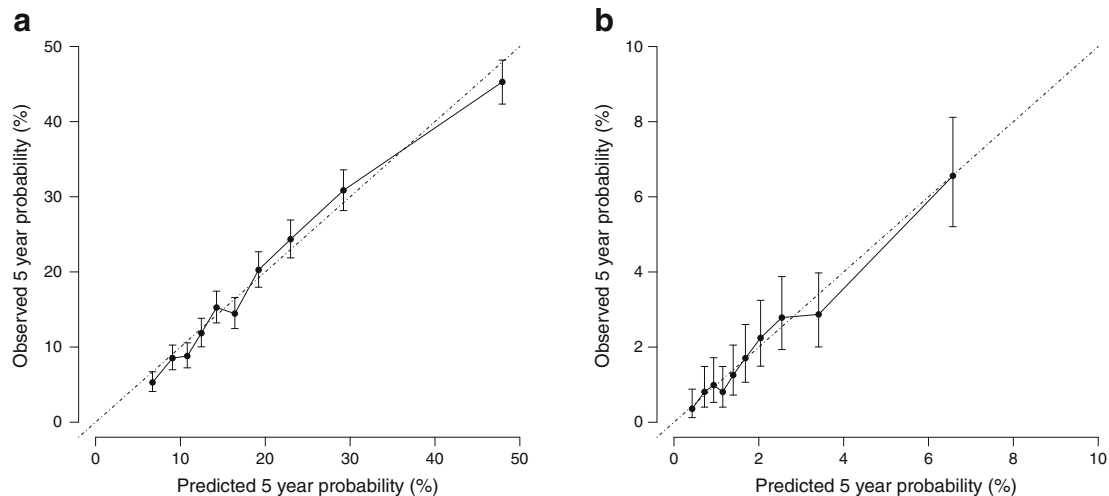 a
50
40
30
20
10
0
Observed 5 year probability (%)
0 10 20 30 40 50
Predicted 5 year probability (%)
b
10
8
6
4
2
0
Observed 5 year probability (%)
0 2 4 6 8 10
Predicted 5 year probability (%)